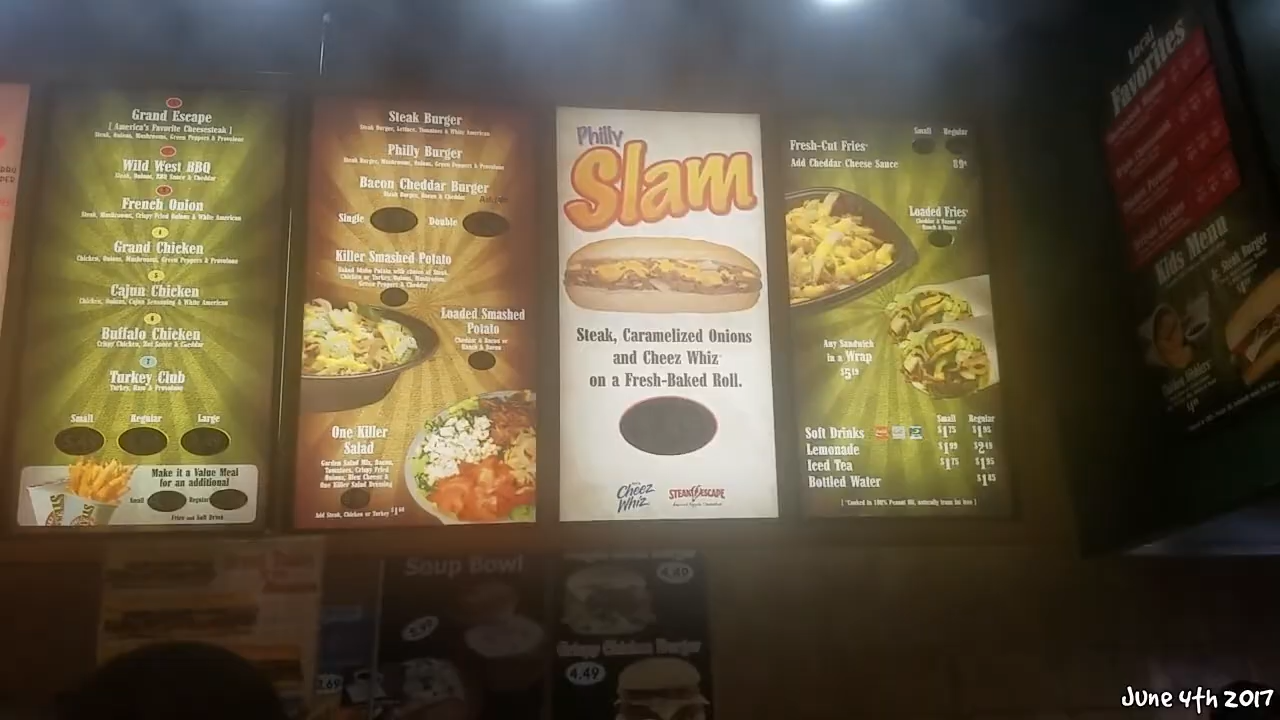 Grand Escape
[ America's Favorite Cheesesteak ]
Steak, Onions, Mushrooms, Green Peppers & Provolone
Wild West BBQ
Steak, Onions, BBQ Sauce & Cheddar
French Onion
Steak, Mushrooms, Crispy Fried Onions & White American
Grand Chicken
Chicken, Onions, Mushrooms, Green Peppers & Provolone
Cajun Chicken
Chicken, Onions, Cajun Seasoning & White American
Buffalo Chicken
Crispy Chicken, Hot Sauce & Cheddar
7
Turkey Club
Turkey, Ham & Provolone
Small Regular Large
Make it a Value Meal
for an additional
Small Regular
Fries and Soft Drink
Steak Burger
Steak Burger, Lettuce, Tomatoes & White American
Philly Burger
Steak Burger, Mushrooms, Onions, Green Peppers & Provolone
Bacon Cheddar Burger
Steak Burger, Bacon & Cheddar
Single Double
Killer Smashed Potato
Baked Idaho Potato with choice of Steak,
Chicken or Turkey, Onions, Mushrooms,
Green Peppers & Cheddar
Loaded Smashed
Potato
Cheddar & Bacon or
Ranch & Bacon
One Killer
Salad
Garden Salad Mix, Bacon,
Tomatoes, Crispy Fried
Onions, Bleu Cheese &
One Killer Salad Dressing
Add Steak, Chicken or Turkey
Philly
Slam
Steak, Caramelized Onions
and Cheez Whiz
on a Fresh-Baked Roll.
Cheez
Whiz
STEAK ESCAPE
Small Regular
Fresh-Cut Fries*
Add Cheddar Cheese Sauce 89¢
Loaded Fries*
Cheddar & Bacon or
Ranch & Bacon
Any Sandwich
in a Wrap
$5.19
Small Regular
Soft Drinks $1.75 $1.95
Lemonade $1.99 $2.49
Iced Tea $1.75 $1.95
Bottled Water $1.85
[ *Cooked in 100% Peanut Oil, naturally trans fat free ]
Local
Favorites
Kids Menu
Steak Burger
Soup Bowl
4.49
Crispy Chicken Burger
4.49
June 4th 2017